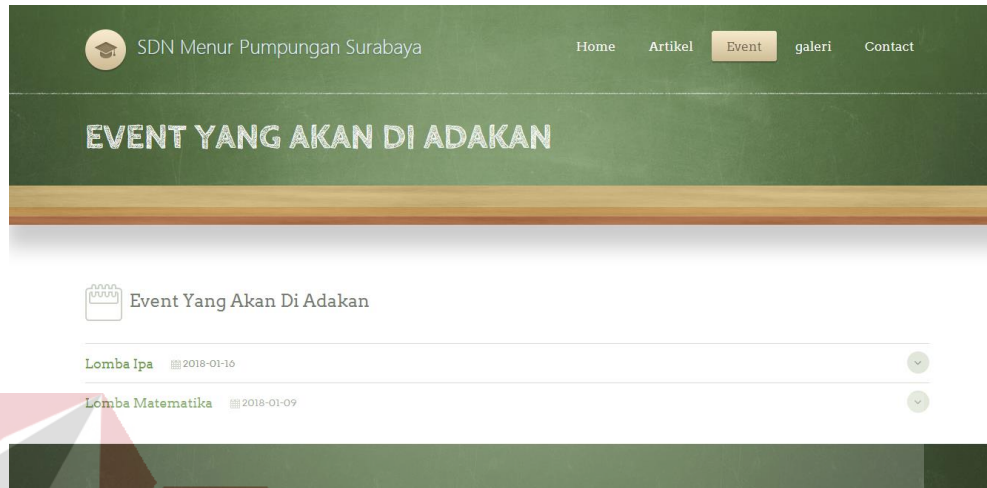 SDN Menur Pumpungan Surabaya
Home Artikel Event galeri Contact
EVENT YANG AKAN DI ADAKAN
Event Yang Akan Di Adakan
Lomba Ipa 2018-01-16
Lomba Matematika 2018-01-09